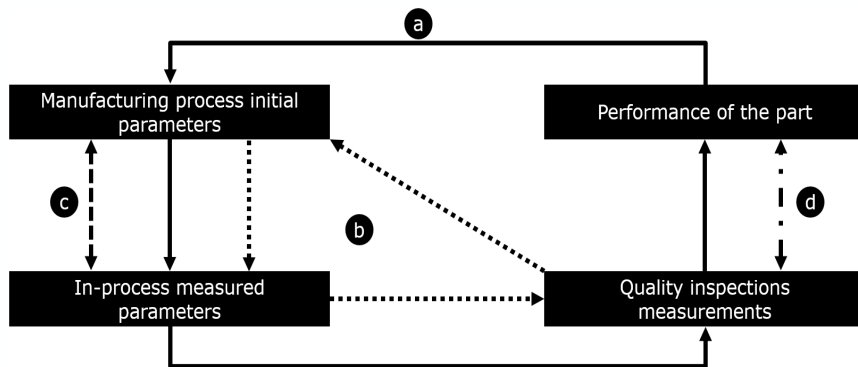 a
Manufacturing process initial
parameters
Performance of the part
c
b
d
In-process measured
parameters
Quality inspections
measurements